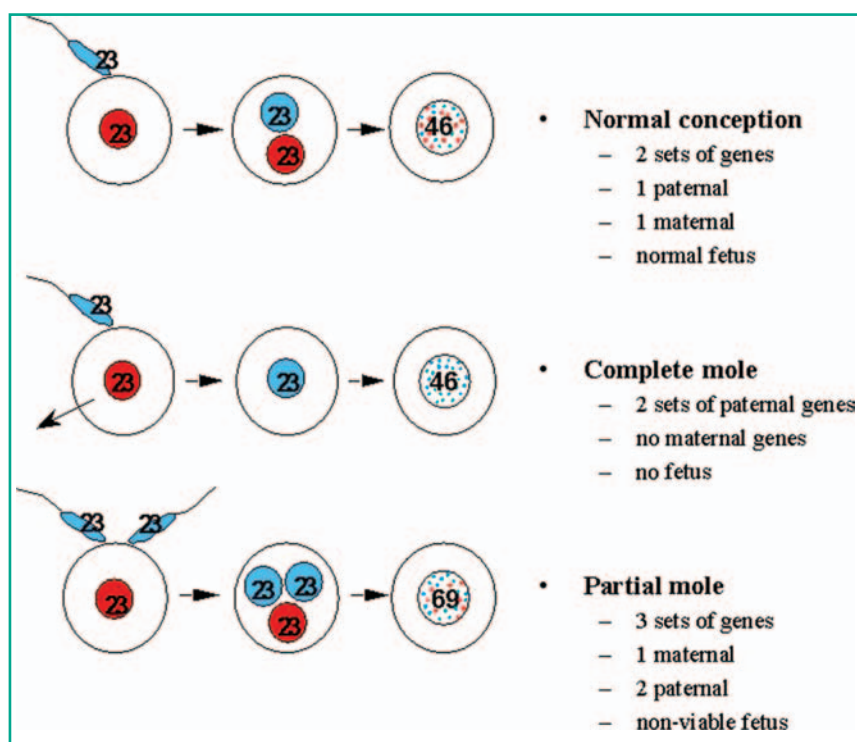 23
23
23
23
46
• Normal conception
– 2 sets of genes
– 1 paternal
– 1 maternal
– normal fetus
23
23
23
46
• Complete mole
– 2 sets of paternal genes
– no maternal genes
– no fetus
23
23
23
23
23
23
69
• Partial mole
– 3 sets of genes
– 1 maternal
– 2 paternal
– non-viable fetus